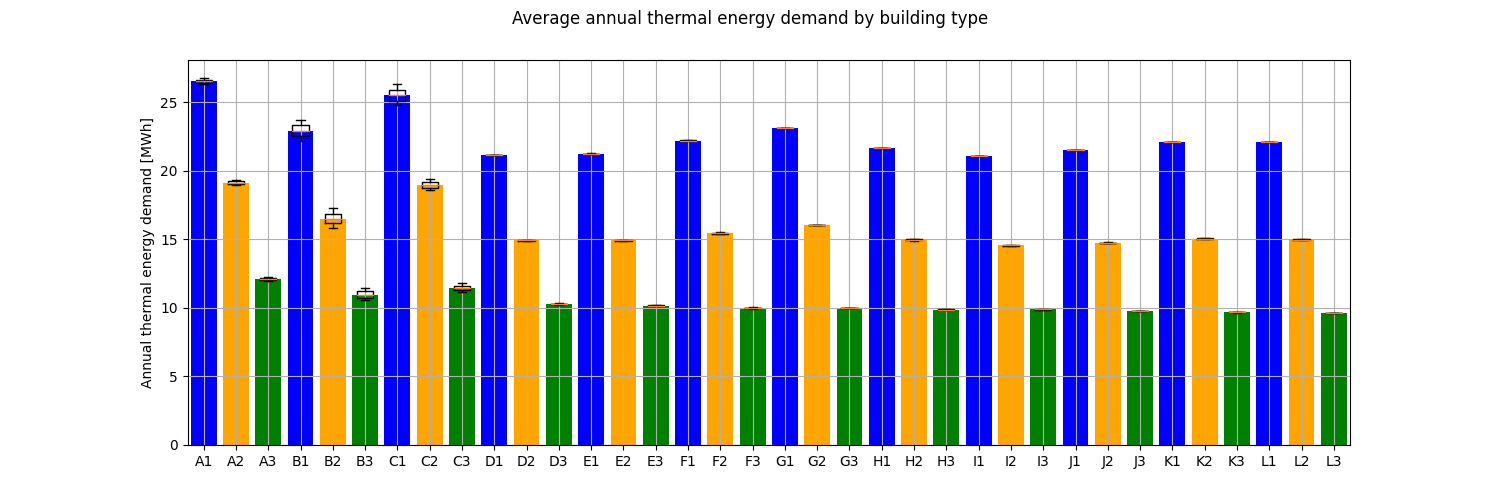 Average annual thermal energy demand by building type
Annual thermal energy demand [MWh]
25
20
15
10
5
0
A1 A2 A3 B1 B2 B3 C1 C2 C3 D1 D2 D3 E1 E2 E3 F1 F2 F3 G1 G2 G3 H1 H2 H3 I1 I2 I3 J1 J2 J3 K1 K2 K3 L1 L2 L3